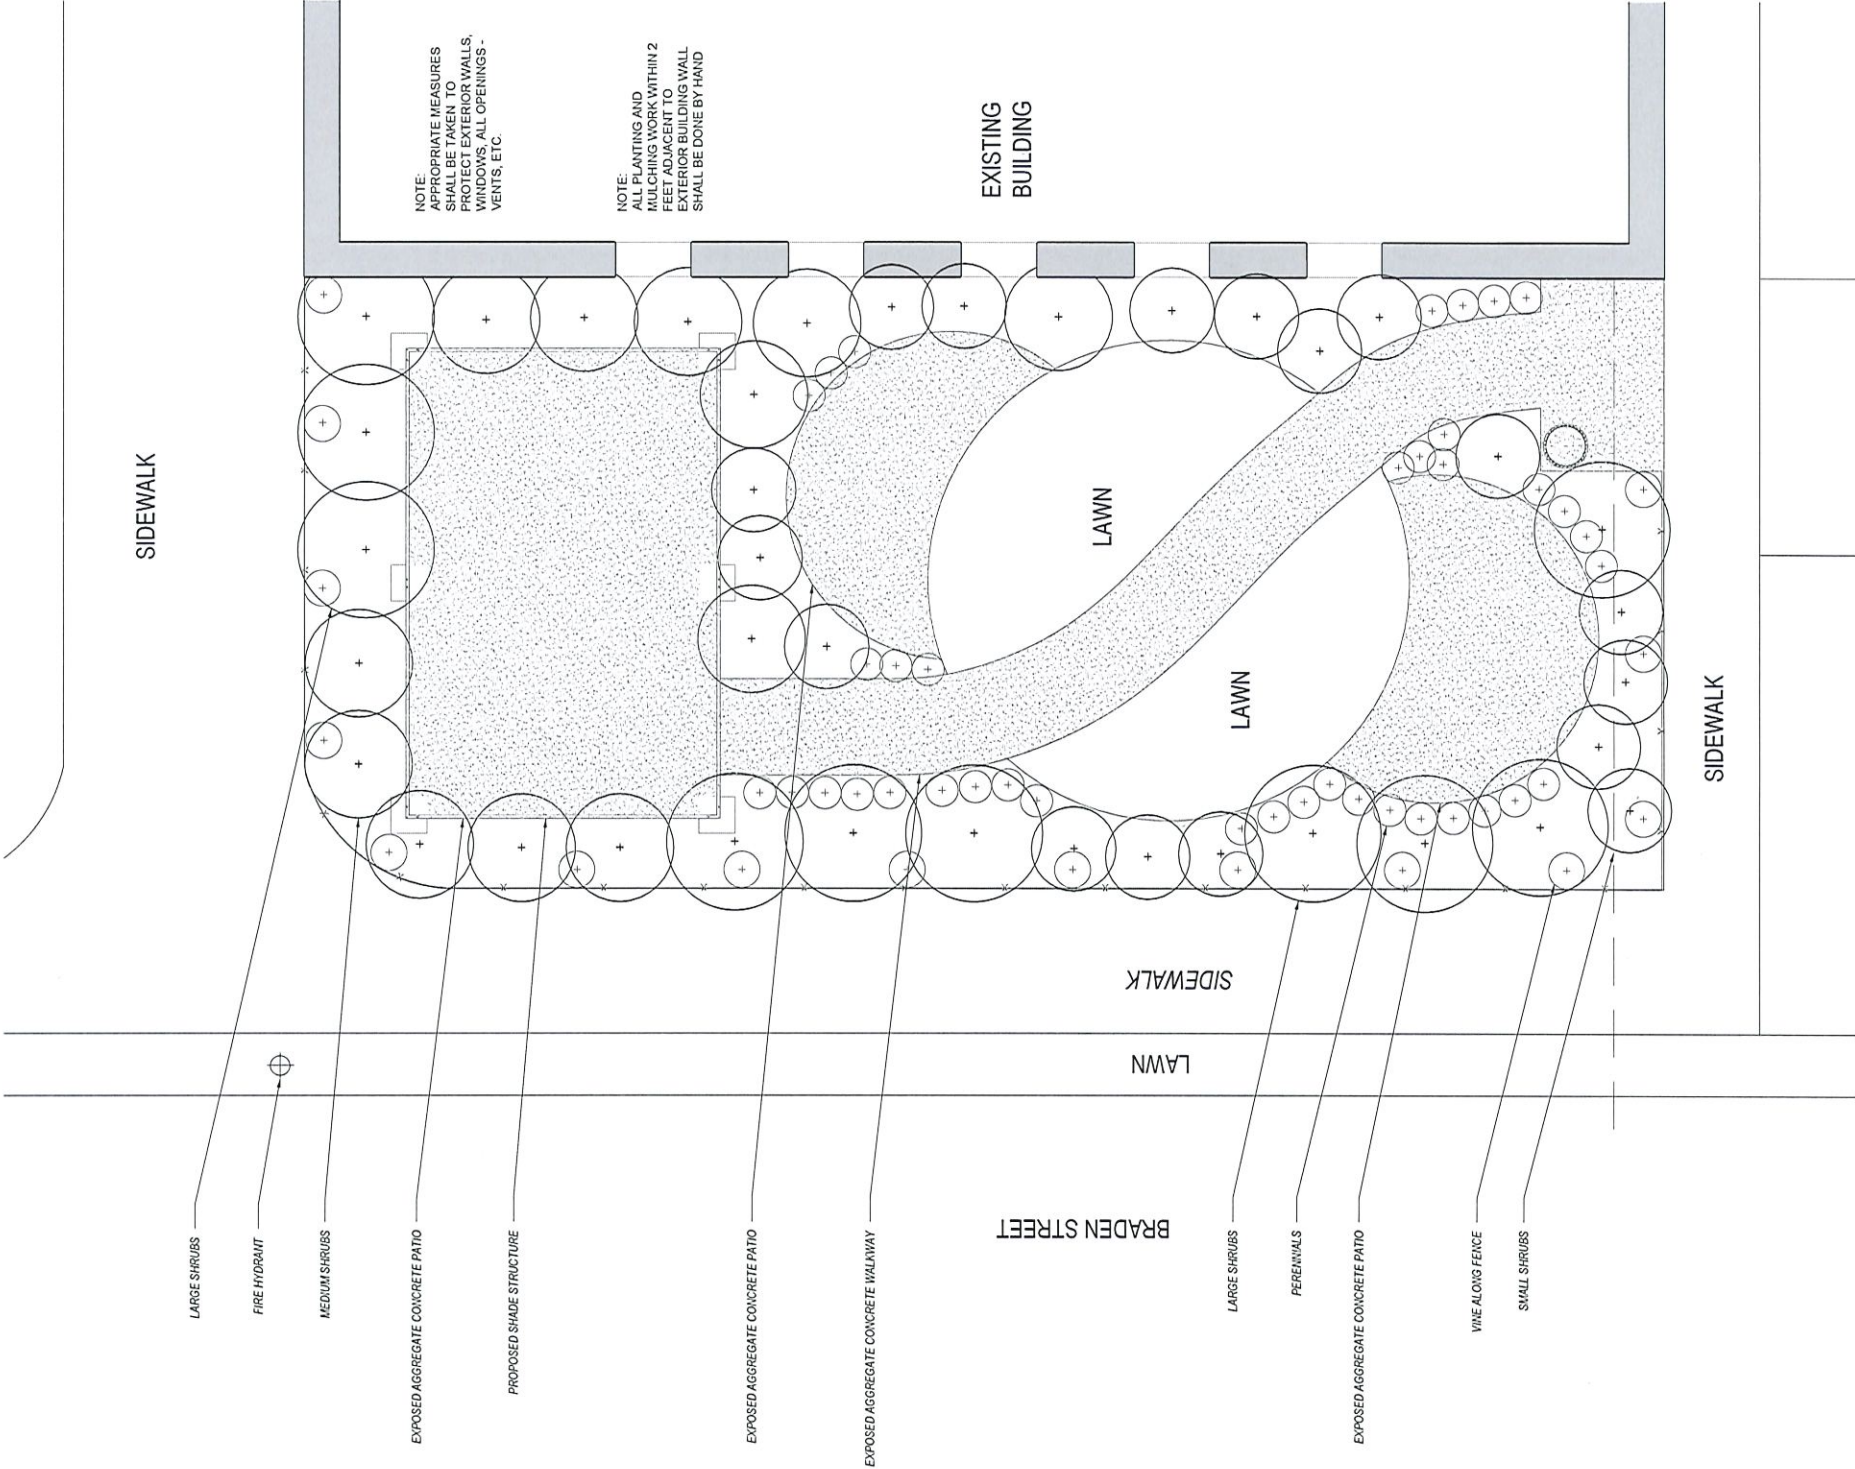 SIDEWALK
NOTE:
APPROPRIATE MEASURES
SHALL BE TAKEN TO
PROTECT EXTERIOR WALLS,
WINDOWS, ALL OPENINGS -
VENTS, ETC.
NOTE:
ALL PLANTING AND
MULCHING WORK WITHIN 2
FEET ADJACENT TO
EXTERIOR BUILDING WALL
SHALL BE DONE BY HAND
EXISTING
BUILDING
LAWN
LAWN
SIDEWALK
SIDEWALK
LAWN
BRADEN STREET
LARGE SHRUBS
FIRE HYDRANT
MEDIUM SHRUBS
EXPOSED AGGREGATE CONCRETE PATIO
PROPOSED SHADE STRUCTURE
EXPOSED AGGREGATE CONCRETE PATIO
EXPOSED AGGREGATE CONCRETE WALKWAY
LARGE SHRUBS
PERENNIALS
EXPOSED AGGREGATE CONCRETE PATIO
VINE ALONG FENCE
SMALL SHRUBS